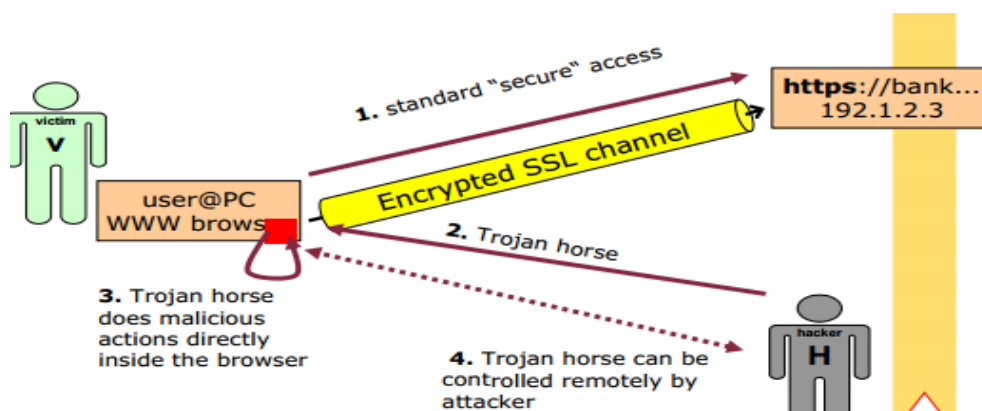 1. standard "secure" access
https://bank...
192.1.2.3
victim
V
Encrypted SSL channel
user@PC
WWW brows
2. Trojan horse
3. Trojan horse
does malicious
actions directly
inside the browser
hacker
H
4. Trojan horse can be
controlled remotely by
attacker